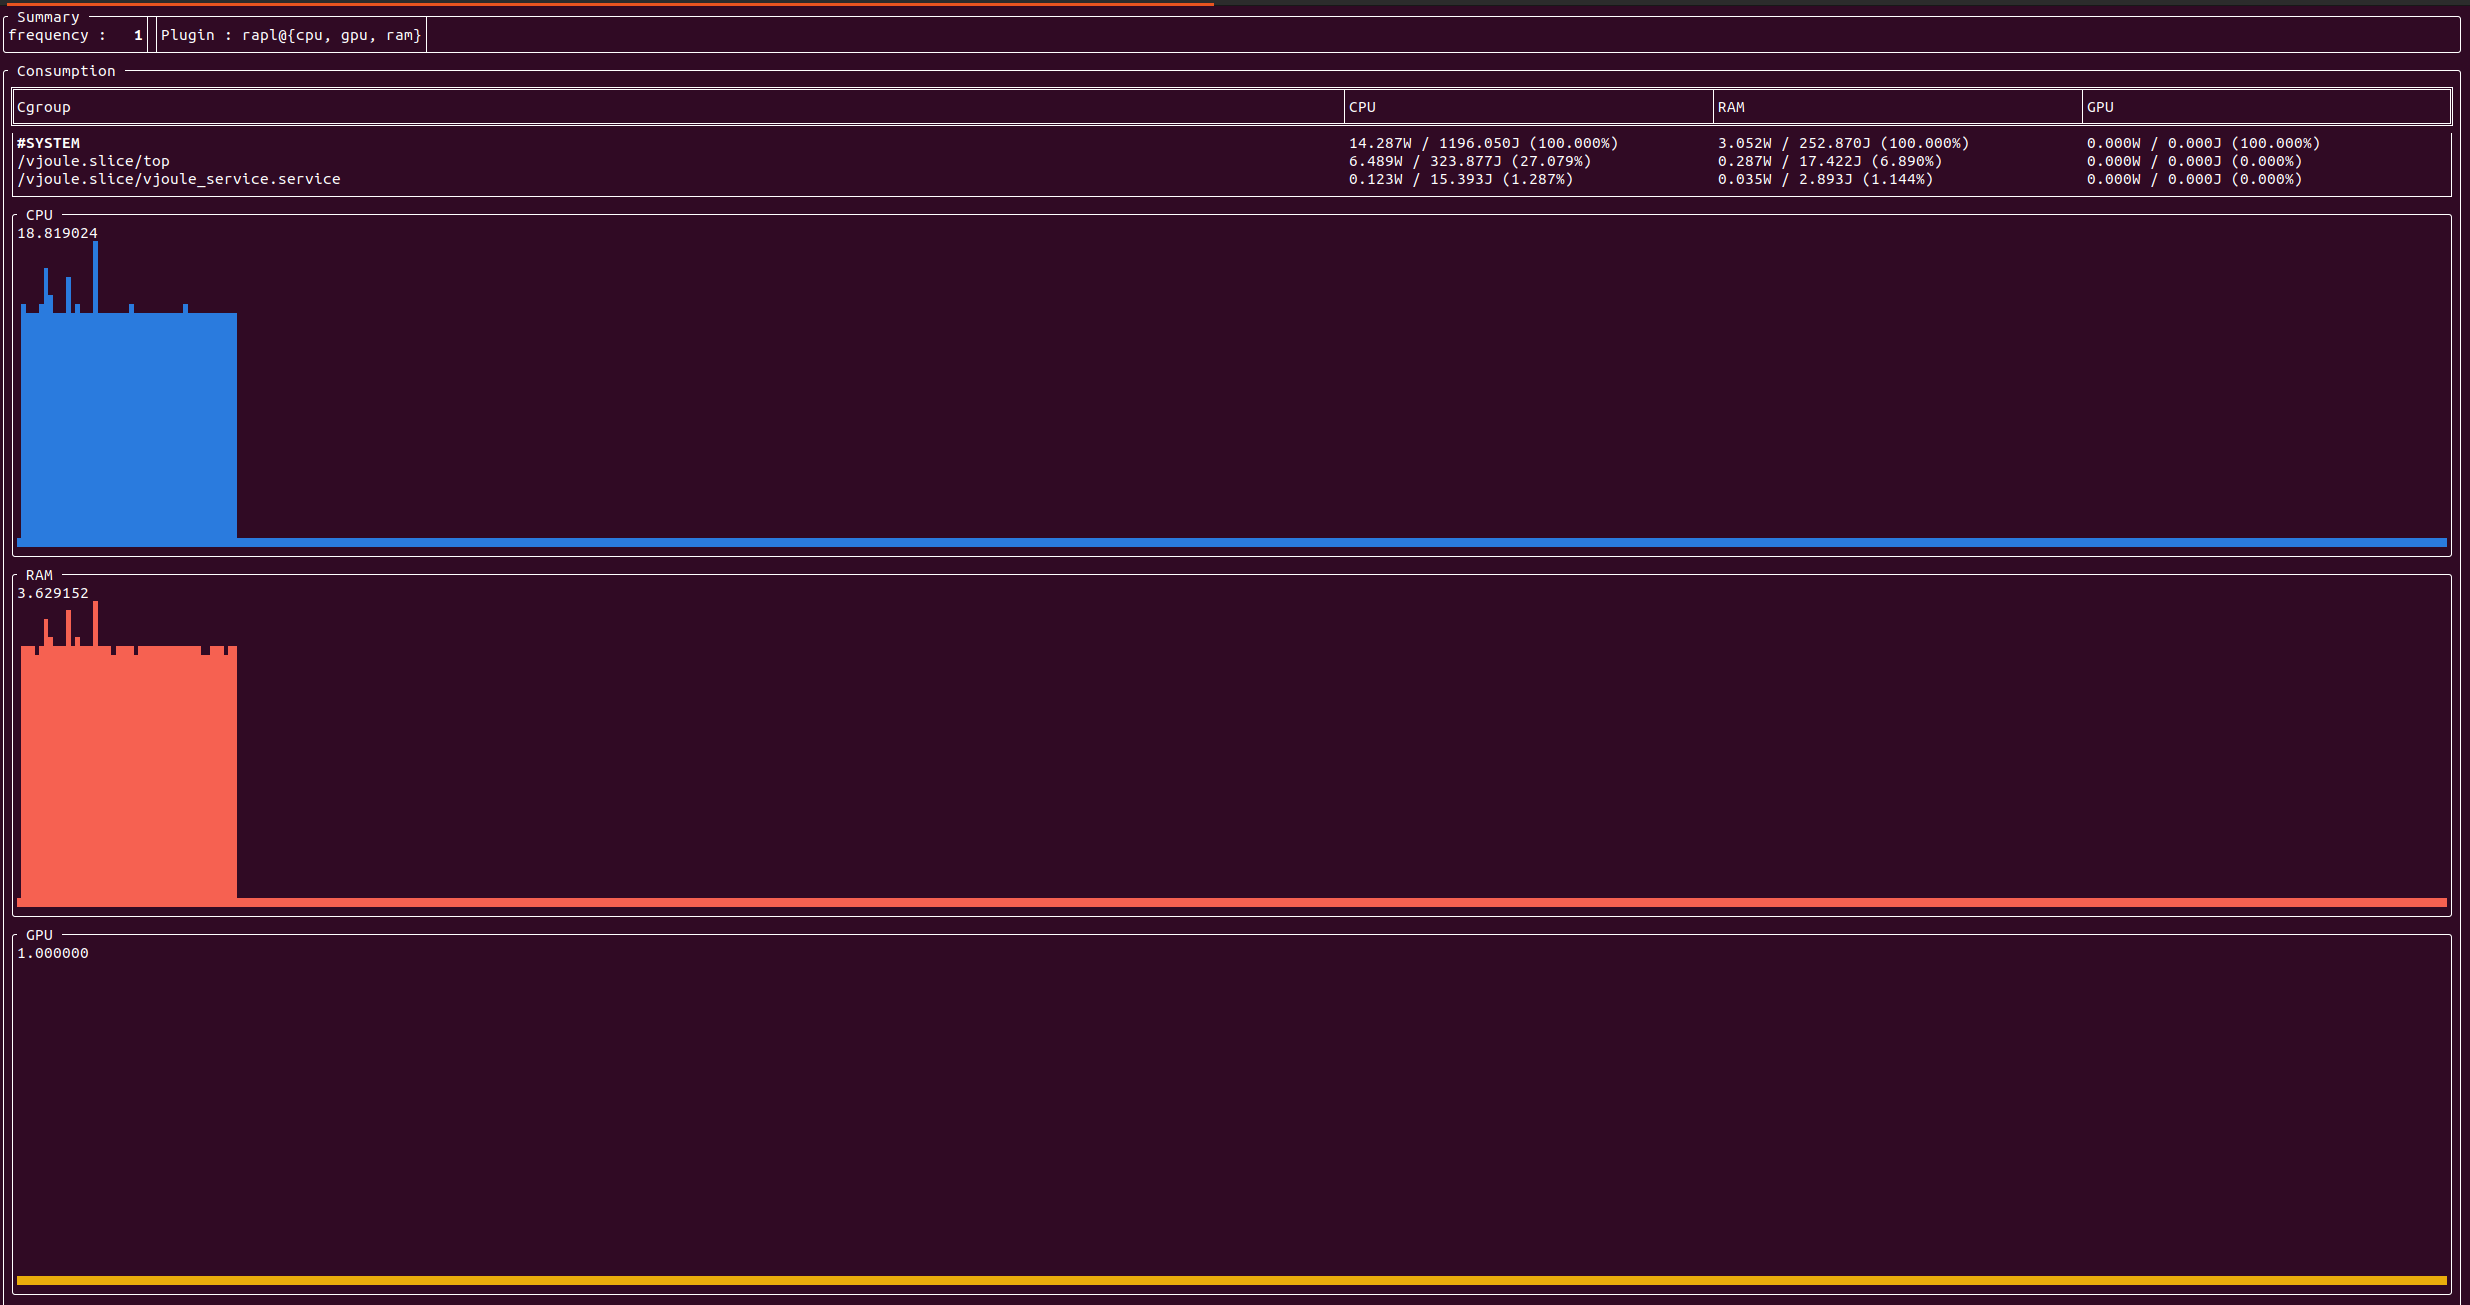 Summary
frequency :   1 Plugin : rapl@{cpu, gpu, ram}
Consumption
Cgroup CPU RAM GPU
#SYSTEM 14.287W / 1196.050J (100.000%) 3.052W / 252.870J (100.000%) 0.000W / 0.000J (100.000%)
/vjoule.slice/top 6.489W / 323.877J (27.079%) 0.287W / 17.422J (6.890%) 0.000W / 0.000J (0.000%)
/vjoule.slice/vjoule_service.service 0.123W / 15.393J (1.287%) 0.035W / 2.893J (1.144%) 0.000W / 0.000J (0.000%)
CPU
18.819024
RAM
3.629152
GPU
1.000000